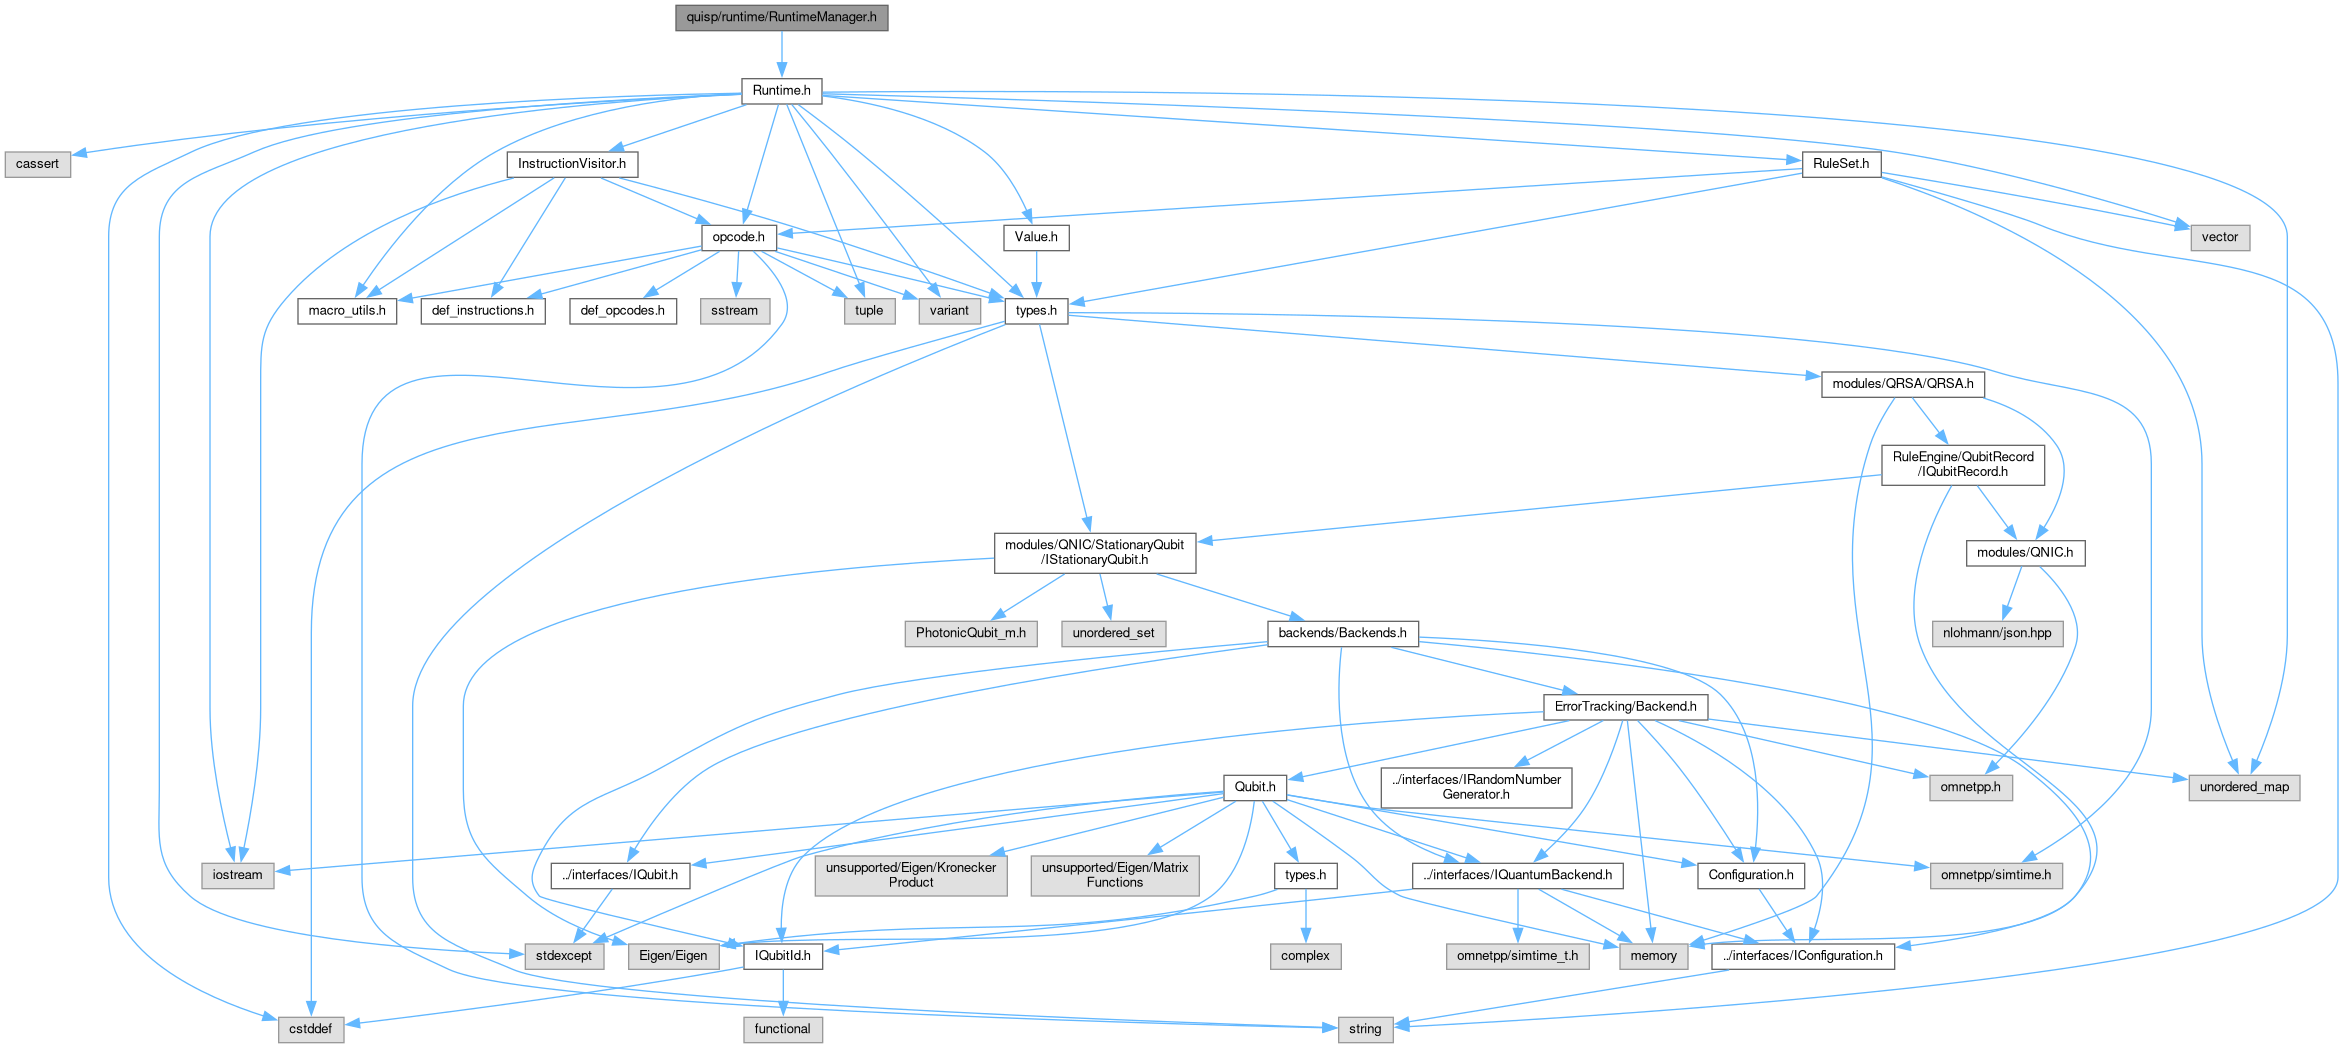 quisp/runtime/RuntimeManager.h
Runtime.h
cassert
InstructionVisitor.h
RuleSet.h
opcode.h
Value.h
vector
macro_utils.h
def_instructions.h
def_opcodes.h
sstream
tuple
variant
types.h
modules/QRSA/QRSA.h
RuleEngine/QubitRecord
/IQubitRecord.h
modules/QNIC/StationaryQubit
/IStationaryQubit.h
modules/QNIC.h
PhotonicQubit_m.h
unordered_set
backends/Backends.h
nlohmann/json.hpp
ErrorTracking/Backend.h
Qubit.h
../interfaces/IRandomNumber
Generator.h
omnetpp.h
unordered_map
iostream
../interfaces/IQubit.h
unsupported/Eigen/Kronecker
Product
unsupported/Eigen/Matrix
Functions
types.h
../interfaces/IQuantumBackend.h
Configuration.h
omnetpp/simtime.h
stdexcept
Eigen/Eigen
IQubitId.h
complex
omnetpp/simtime_t.h
memory
../interfaces/IConfiguration.h
cstddef
functional
string